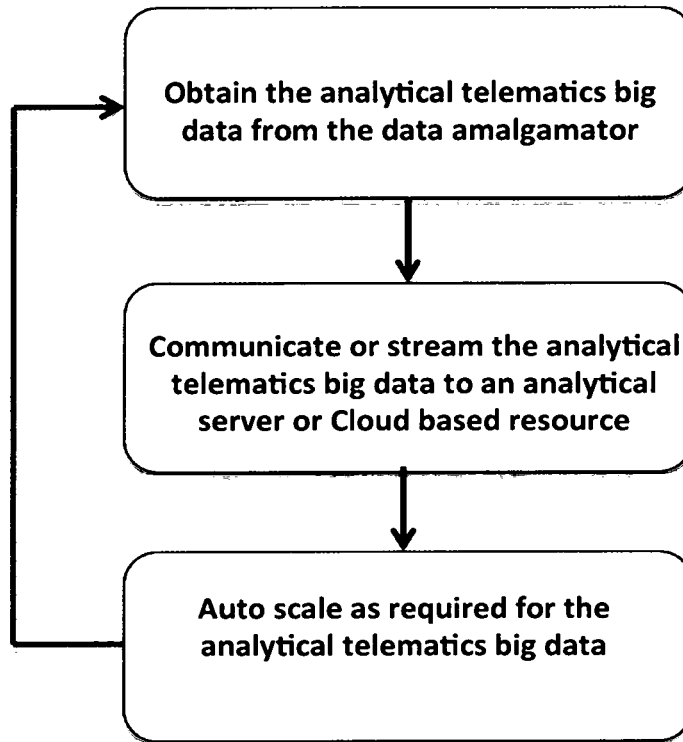 Obtain the analytical telematics big
data from the data amalgamator
Communicate or stream the analytical
telematics big data to an analytical
server or Cloud based resource
Auto scale as required for the
analytical telematics big data